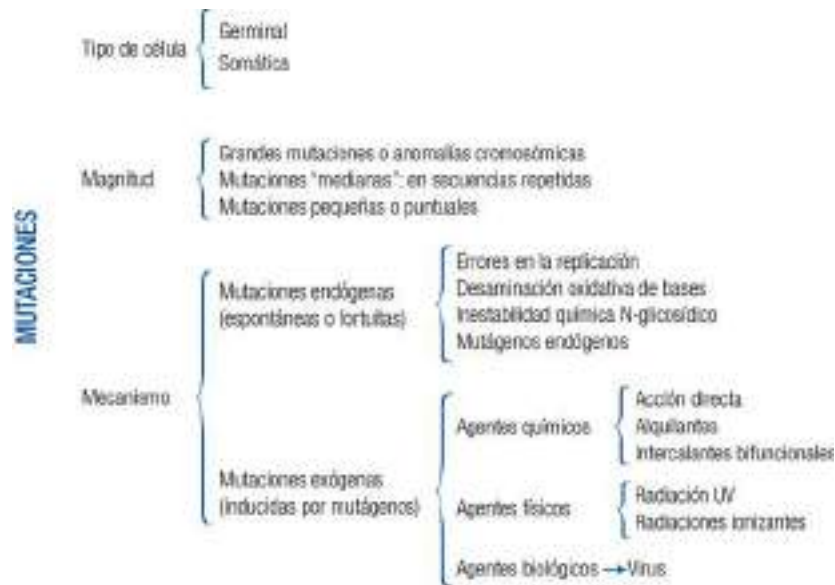 MUTACIONES
Tipo de célula
Germinal
Somática
Magnitud
Grandes mutaciones o anomalías cromosómicas
Mutaciones "medianas": en secuencias repetidas
Mutaciones pequeñas o puntuales
Mecanismo
Mutaciones endógenas
(espontáneas o fortuitas)
Errores en la replicación
Desaminación oxidativa de bases
Inestabilidad química N-glicosídico
Mutágenos endógenos
Mutaciones exógenas
(inducidas por mutágenos)
Agentes químicos
Acción directa
Alquilantes
Intercalantes bifuncionales
Agentes físicos
Radiación UV
Radiaciones ionizantes
Agentes biológicos → Virus